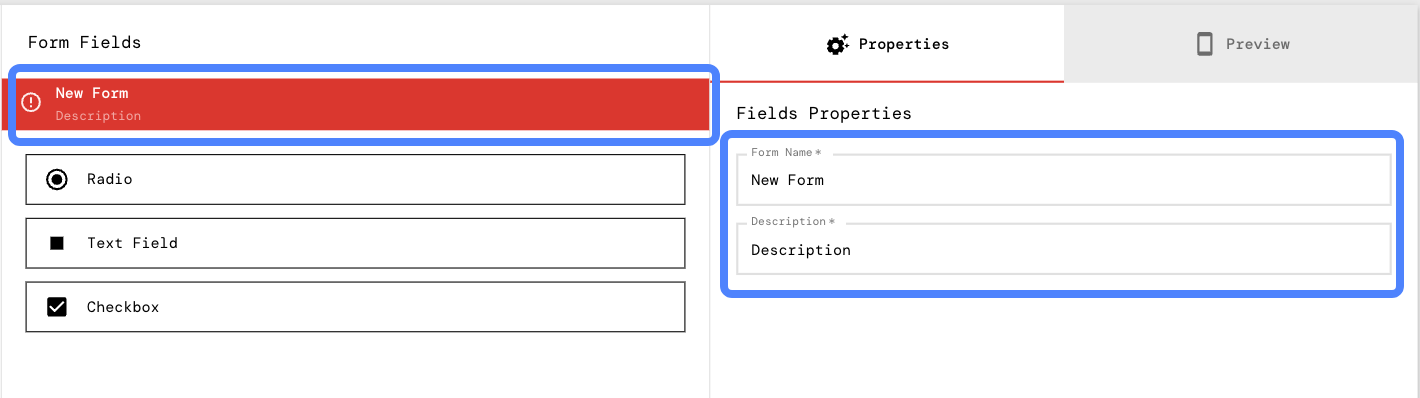 Form Fields
New Form
Description
Radio
Text Field
Checkbox
Properties
Preview
Fields Properties
Form Name *
New Form
Description *
Description